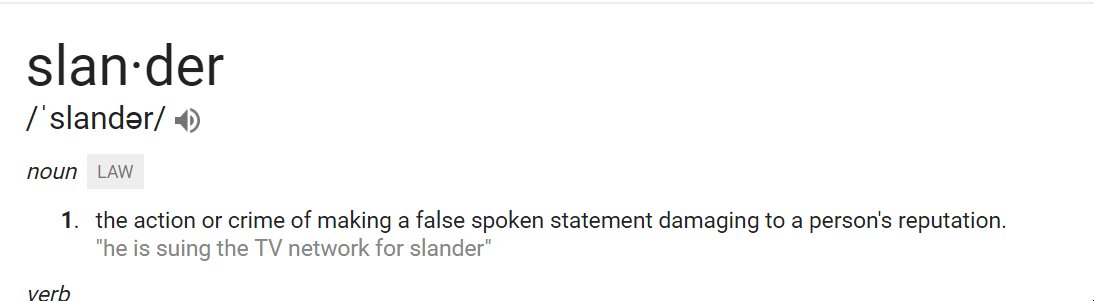 slan·der
/ˈslandər/
noun LAW
1. the action or crime of making a false spoken statement damaging to a person's reputation.
"he is suing the TV network for slander"
verb